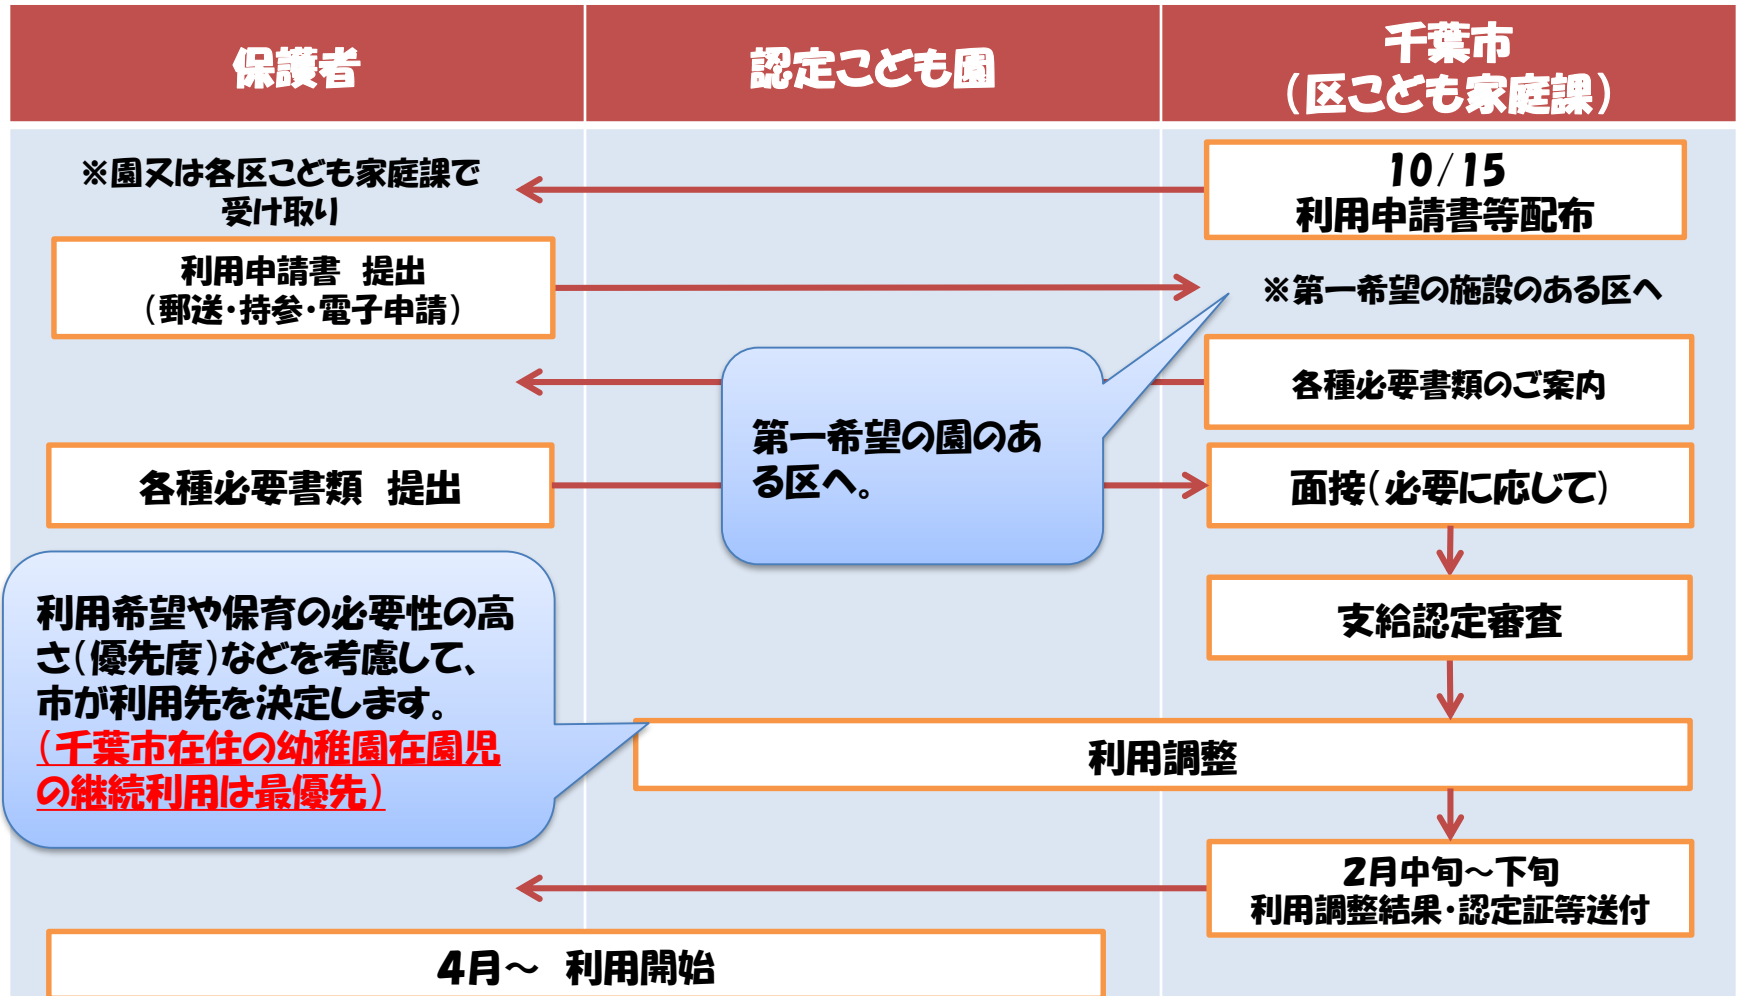 保護者
認定こども園
千葉市
(区こども家庭課)
10/15
利用申請書等配布
※園又は各区こども家庭課で
受け取り
利用申請書　提出
(郵送・持参・電子申請)
※第一希望の施設のある区へ
各種必要書類のご案内
第一希望の園のあ
る区へ。
各種必要書類　提出
面接(必要に応じて)
支給認定審査
利用希望や保育の必要性の高
さ(優先度)などを考慮して、
市が利用先を決定します。
(千葉市在住の幼稚園在園児
の継続利用は最優先)
利用調整
2月中旬～下旬
利用調整結果・認定証等送付
4月～　利用開始